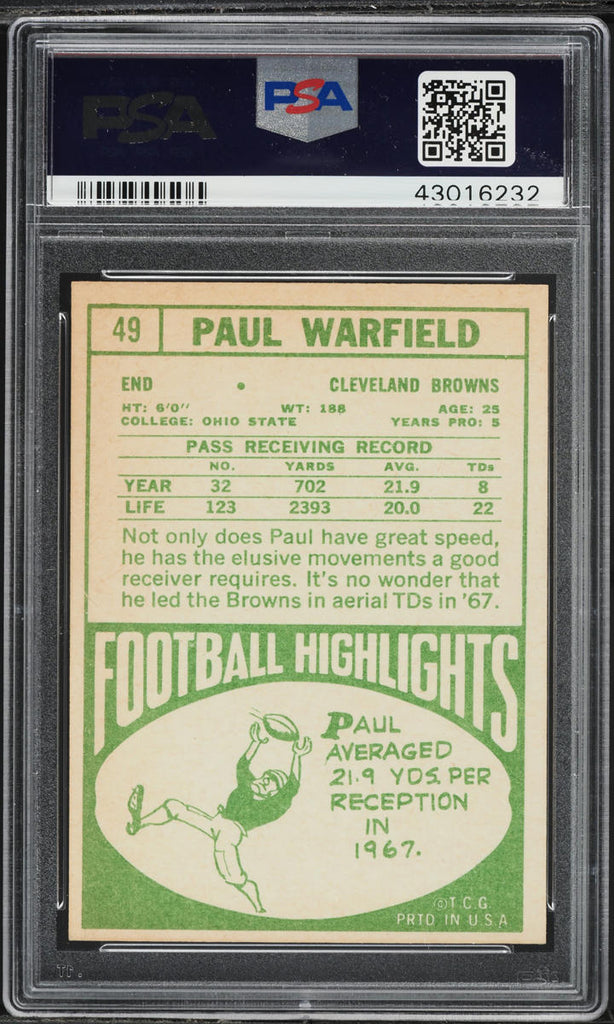 PSA PSA
43016232
49 PAUL WARFIELD
END • CLEVELAND BROWNS
HT: 6'0" WT: 188 AGE: 25
COLLEGE: OHIO STATE YEARS PRO: 5
PASS RECEIVING RECORD
NO. YARDS AVG. TDs
YEAR 32 702 21.9 8
LIFE 123 2393 20.0 22
Not only does Paul have great speed,
he has the elusive movements a good
receiver requires. It's no wonder that
he led the Browns in aerial TDs in '67.
FOOTBALL HIGHLIGHTS
PAUL
AVERAGED
21.9 YDS. PER
RECEPTION
IN
1967.
©T.C.G.
PRTD. IN U.S.A